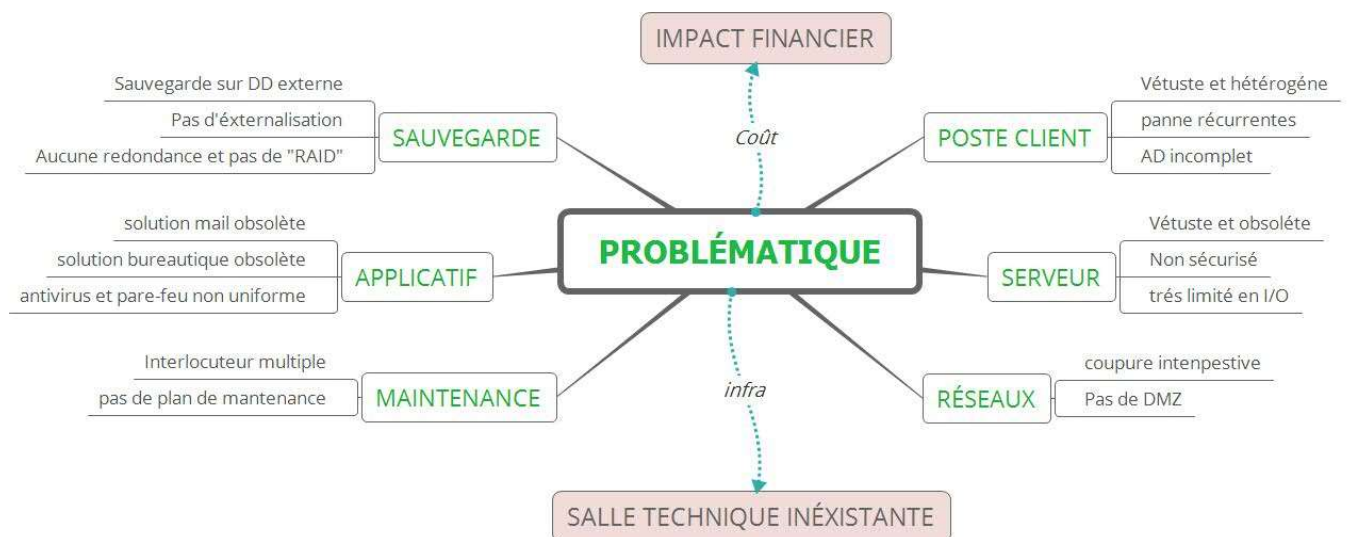 IMPACT FINANCIER
Coût
Sauvegarde sur DD externe
Pas d'éxternalisation
Aucune redondance et pas de "RAID"
SAUVEGARDE
Vétuste et hétérogéne
panne récurrentes
AD incomplet
POSTE CLIENT
PROBLÉMATIQUE
solution mail obsolète
solution bureautique obsolète
antivirus et pare-feu non uniforme
APPLICATIF
Vétuste et obsoléte
Non sécurisé
trés limité en I/O
SERVEUR
Interlocuteur multiple
pas de plan de mantenance
MAINTENANCE
coupure intenpestive
Pas de DMZ
RÉSEAUX
infra
SALLE TECHNIQUE INÉXISTANTE